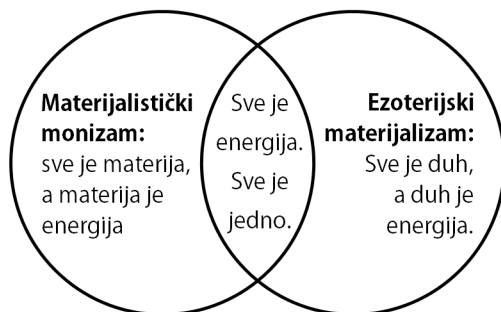 Materijalistički
monizam:
sve je materija,
a materija je
energija
Sve je
energija.
Sve je
jedno.
Ezoterijski
materijalizam:
Sve je duh,
a duh je
energija.